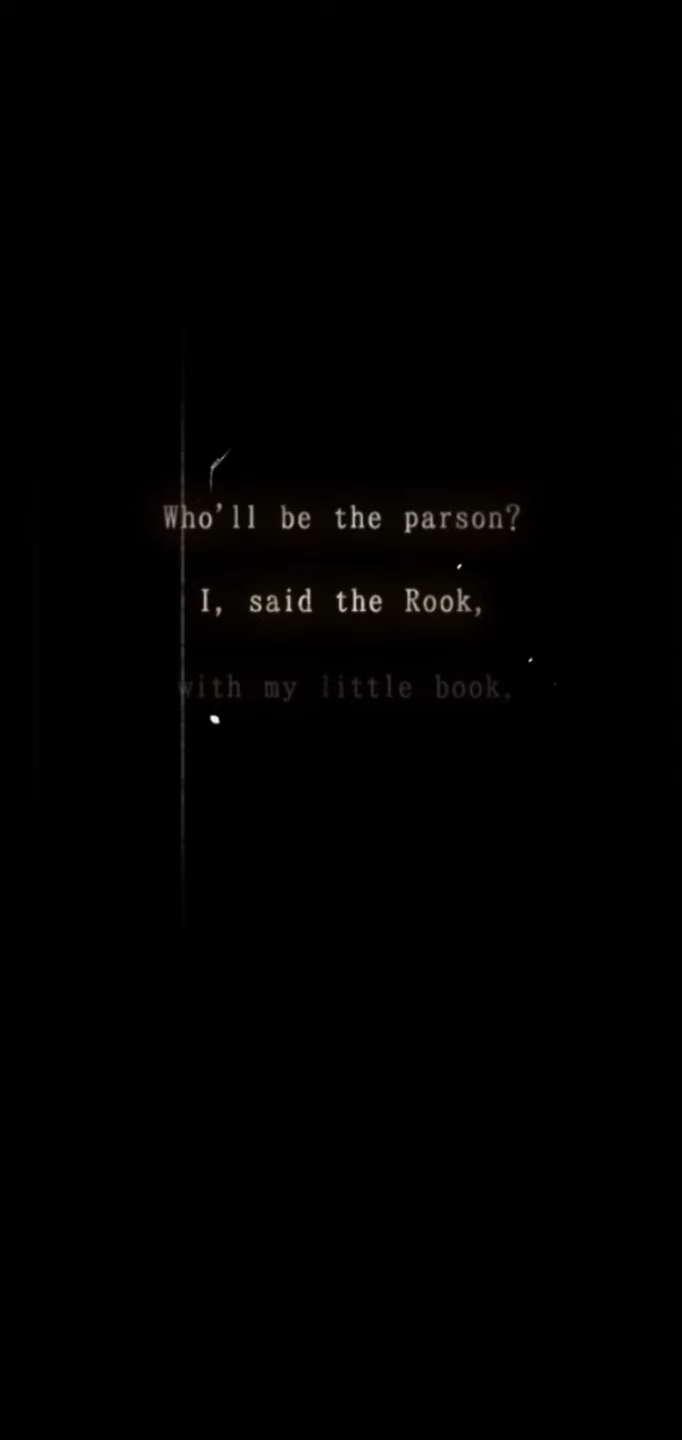 Who'll be the parson?
I, said the Rook,
with my little book,